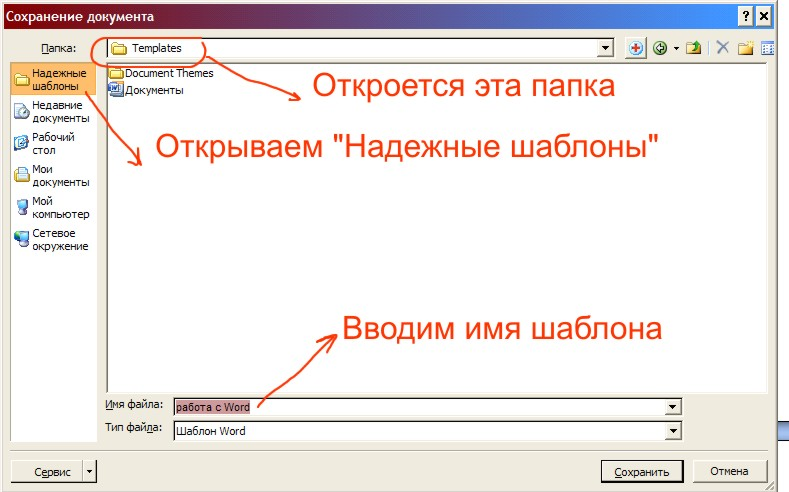 Сохранение документа
Папка:
Templates
Надежные
шаблоны
Document Themes
Документы
Откроется эта папка
Недавние
документы
Открываем "Надежные шаблоны"
Рабочий
стол
Мои
документы
Мой
компьютер
Сетевое
окружение
Вводим имя шаблона
Имя файла:
работа с Word
Тип файла:
Шаблон Word
Сервис
Сохранить
Отмена